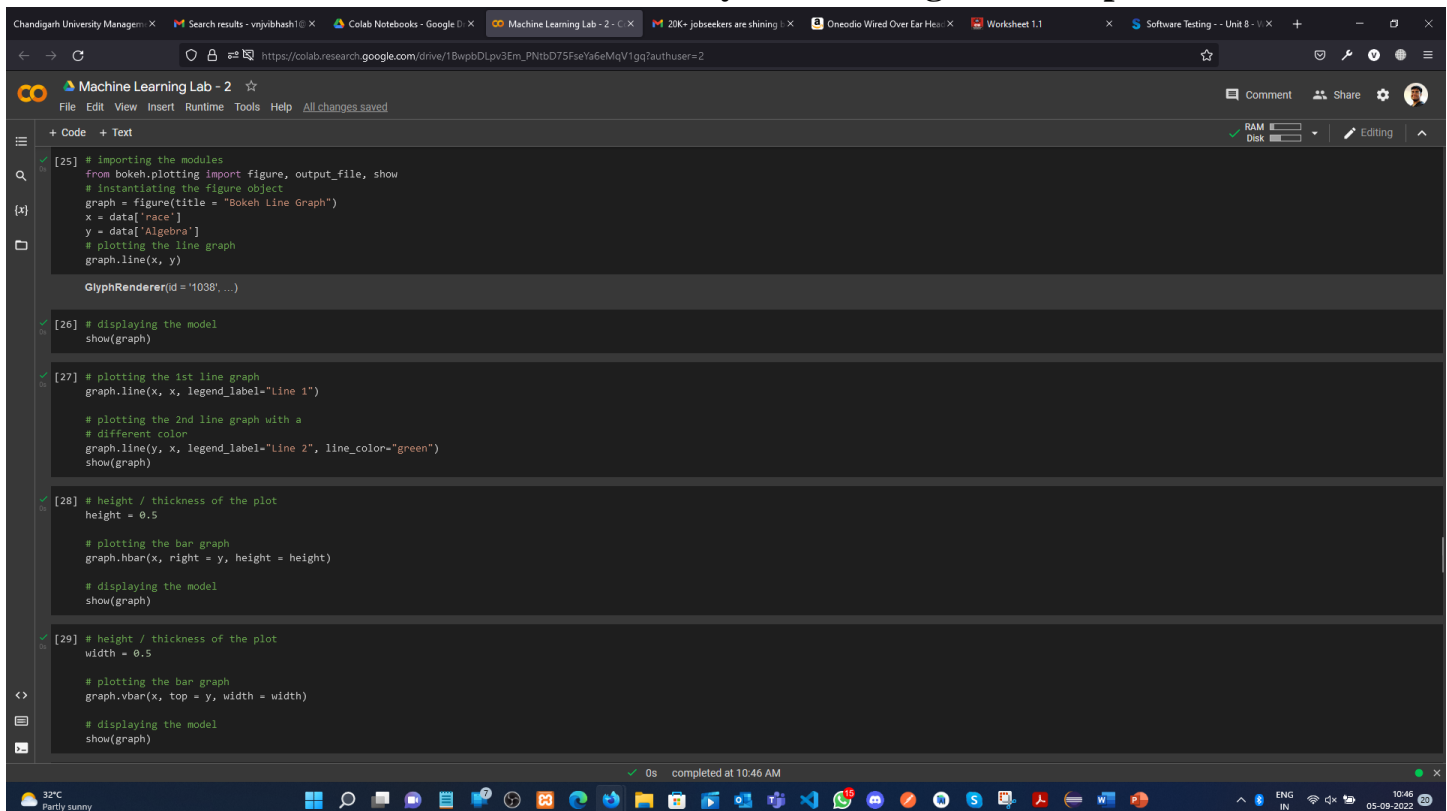 Chandigarh University Managem
Search results - vnjvibhash1@
Colab Notebooks - Google Dr
Machine Learning Lab - 2 - C
20K+ jobseekers are shining b
Oneodio Wired Over Ear Head
Worksheet 1.1
Software Testing - - Unit 8 - W
https://colab.research.google.com/drive/1BwpbDLpv3Em_PNtbD75FseYa6eMqV1gq?authuser=2
CO
Machine Learning Lab - 2
Comment Share
File Edit View Insert Runtime Tools Help All changes saved
+ Code + Text
RAM
Disk
Editing
{x}
[25] # importing the modules
0s
from bokeh.plotting import figure, output_file, show
# instantiating the figure object
graph = figure(title = "Bokeh Line Graph")
x = data['race']
y = data['Algebra']
# plotting the line graph
graph.line(x, y)
GlyphRenderer(id = '1038', …)
[26] # displaying the model
0s
show(graph)
[27] # plotting the 1st line graph
0s
graph.line(x, x, legend_label="Line 1")
# plotting the 2nd line graph with a
# different color
graph.line(y, x, legend_label="Line 2", line_color="green")
show(graph)
[28] # height / thickness of the plot
0s
height = 0.5
# plotting the bar graph
graph.hbar(x, right = y, height = height)
# displaying the model
show(graph)
[29] # height / thickness of the plot
0s
width = 0.5
# plotting the bar graph
graph.vbar(x, top = y, width = width)
# displaying the model
show(graph)
0s completed at 10:46 AM
32°C
Partly sunny
ENG
IN
10:46
05-09-2022
20